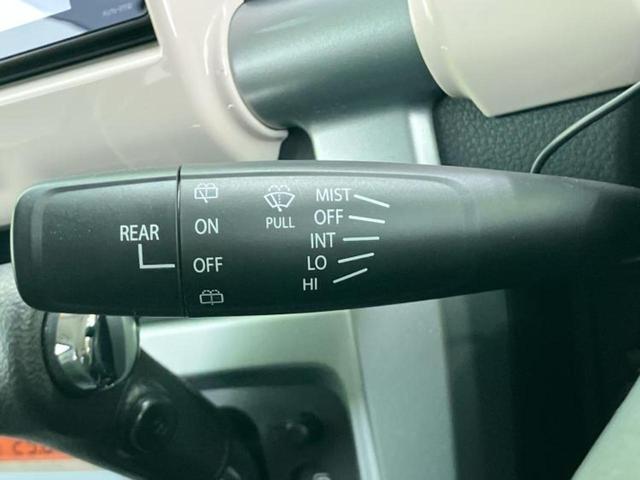 REAR
ON
OFF
PULL
MIST
OFF
INT
LO
HI